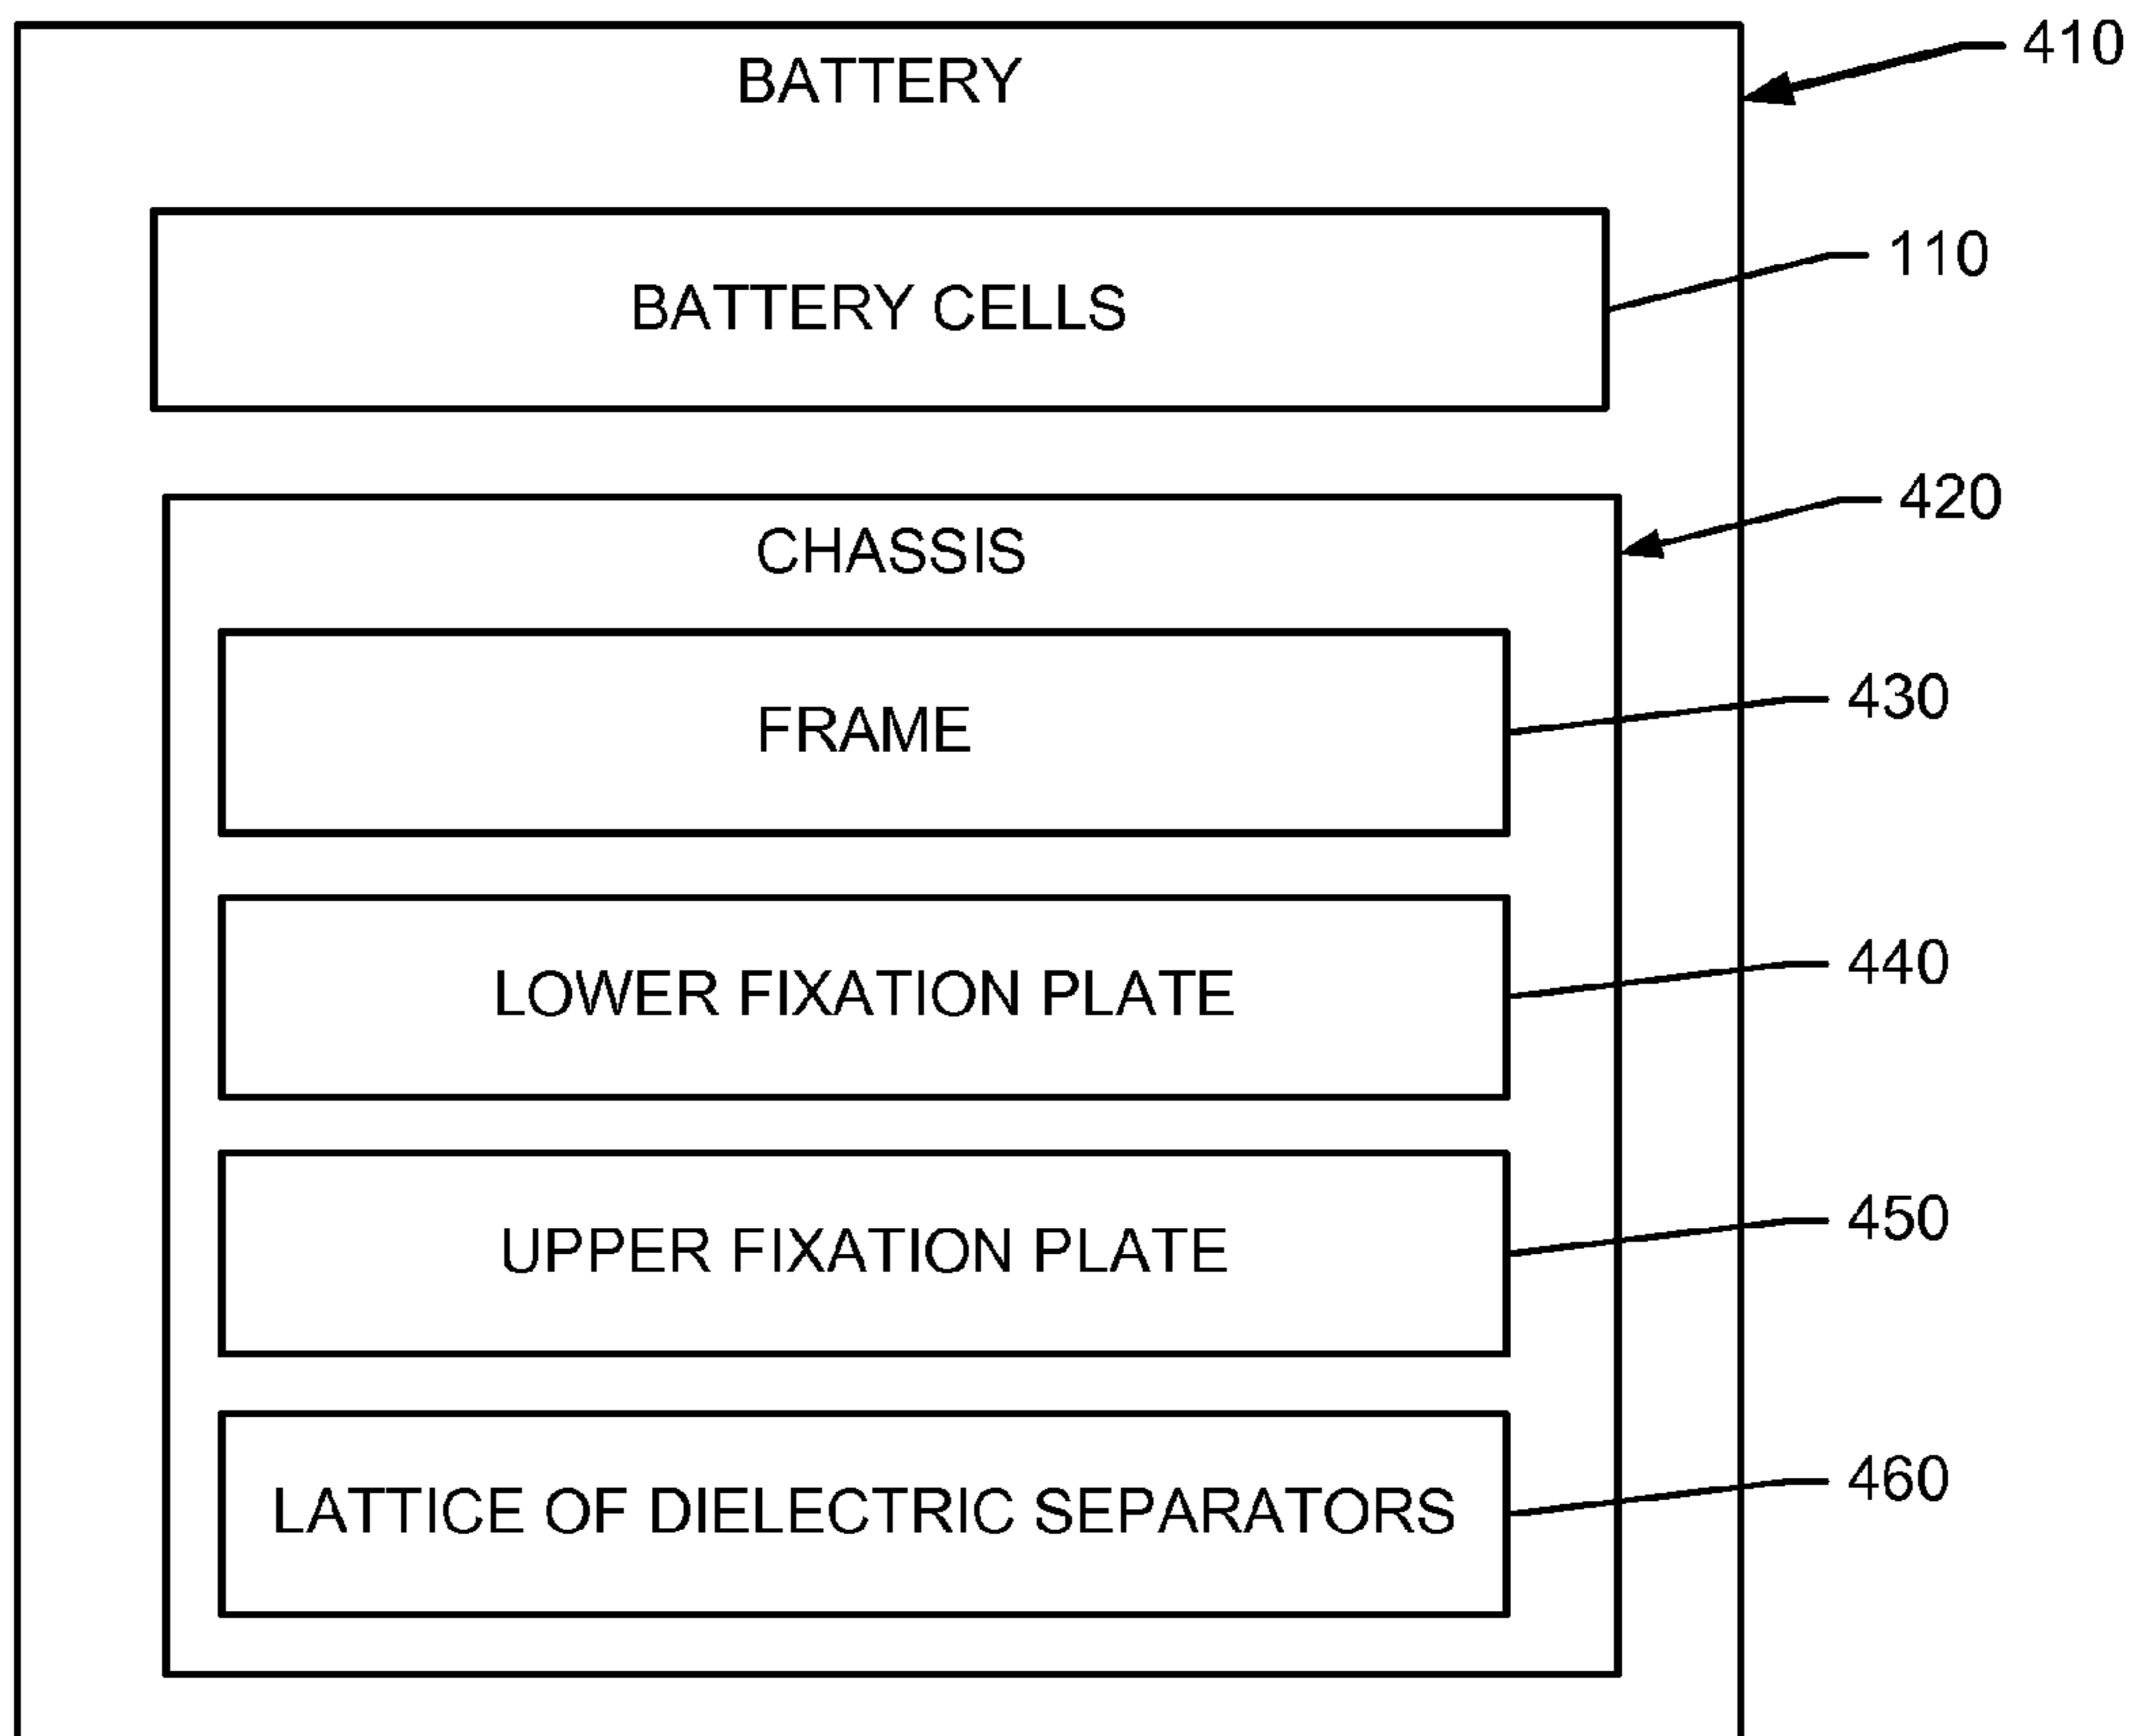 BATTERY
410
BATTERY CELLS
110
CHASSIS
420
FRAME
430
LOWER FIXATION PLATE
440
UPPER FIXATION PLATE
450
LATTICE OF DIELECTRIC SEPARATORS
460